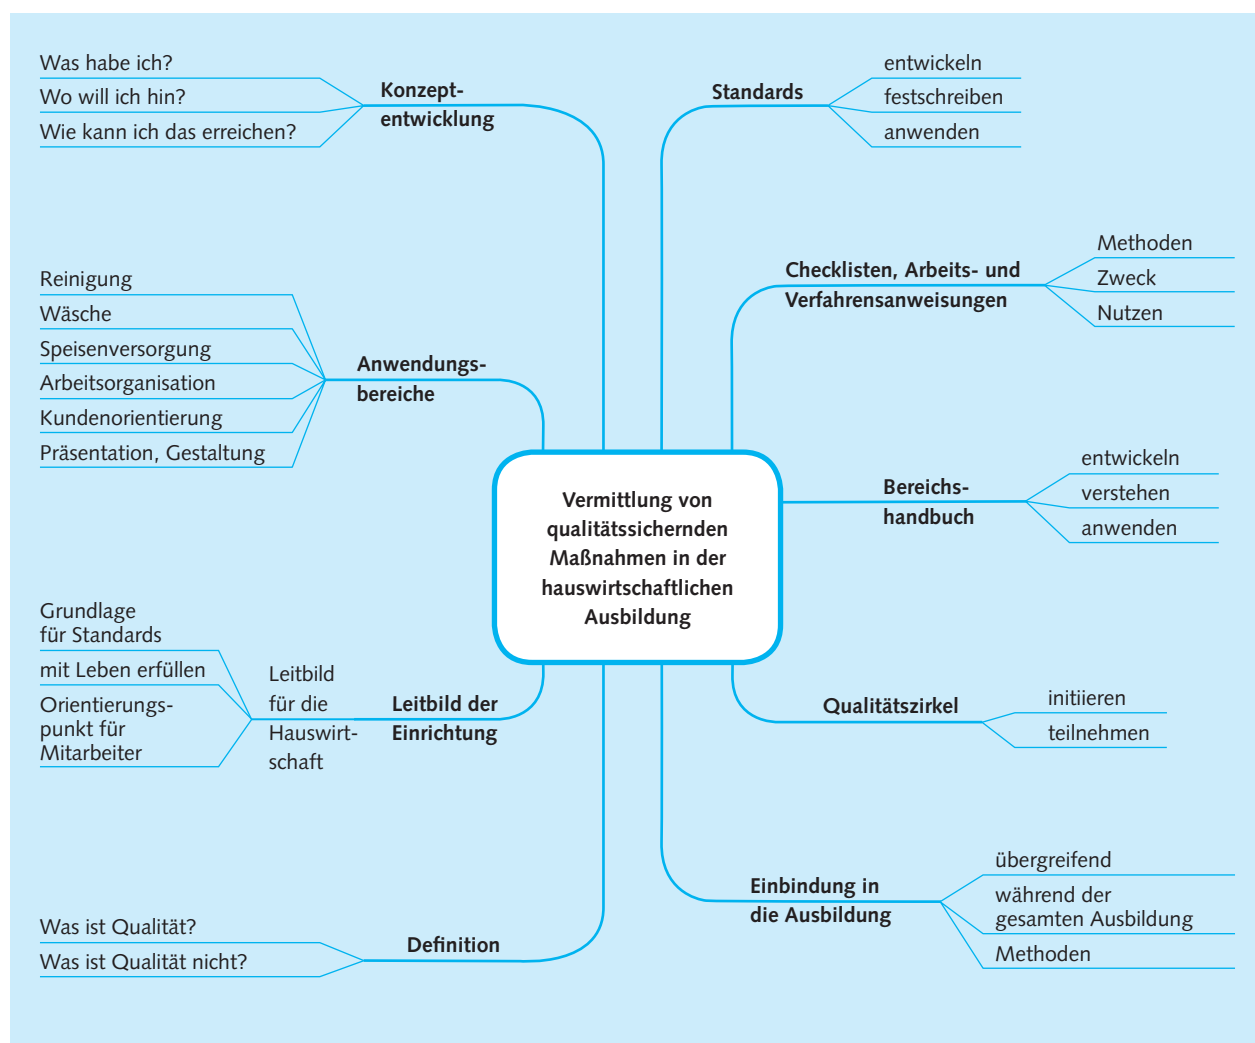 Was habe ich?
Wo will ich hin?
Wie kann ich das erreichen?
Konzept-
entwicklung
Standards
entwickeln
festschreiben
anwenden
Checklisten, Arbeits- und
Verfahrensanweisungen
Methoden
Zweck
Nutzen
Reinigung
Wäsche
Speisenversorgung
Arbeitsorganisation
Kundenorientierung
Präsentation, Gestaltung
Anwendungs-
bereiche
Vermittlung von
qualitätssichernden
Maßnahmen in der
hauswirtschaftlichen
Ausbildung
Bereichs-
handbuch
entwickeln
verstehen
anwenden
Grundlage
für Standards
mit Leben erfüllen
Orientierungs-
punkt für
Mitarbeiter
Leitbild
für die
Hauswirt-
schaft
Leitbild der
Einrichtung
Qualitätszirkel
initiieren
teilnehmen
Einbindung in
die Ausbildung
übergreifend
während der
gesamten Ausbildung
Methoden
Was ist Qualität?
Was ist Qualität nicht?
Definition